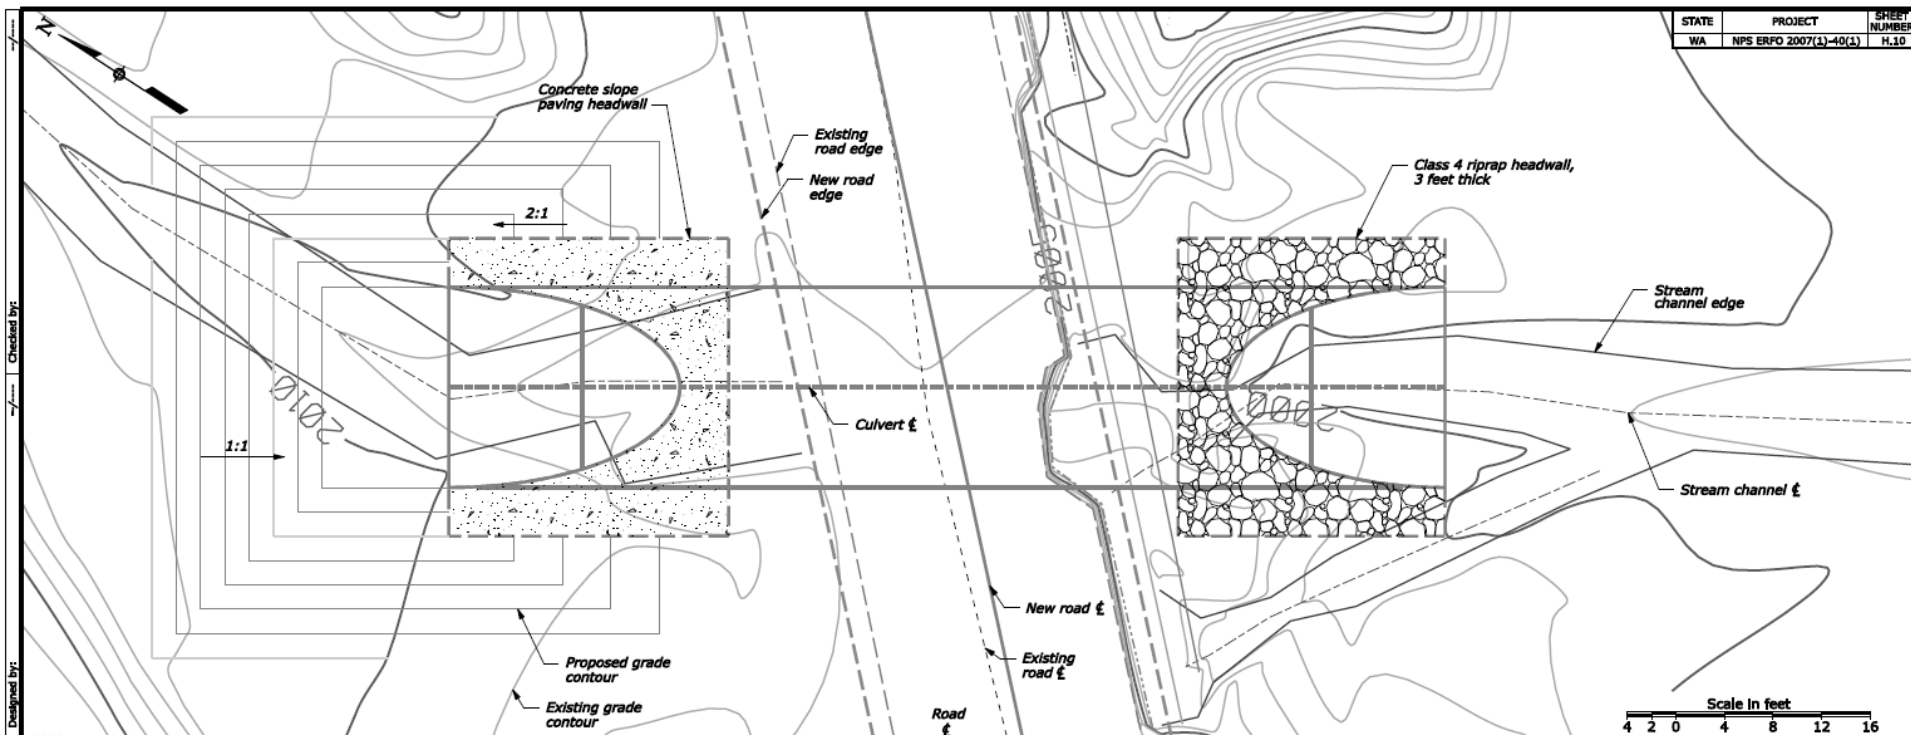 STATE PROJECT SHEET NUMBER
WA NPS ERFO 2007(1)-40(1) H.10
N
Concrete slope
paving headwall
Existing
road edge
New road
edge
Class 4 riprap headwall,
3 feet thick
2:1
2005
Stream
channel edge
Checked by:
--/----
--/----
2010
2000
1:1
Culvert ℄
Stream channel ℄
New road ℄
Existing
road ℄
Proposed grade
contour
Existing grade
contour
Road
℄
Designed by:
Scale in feet
4 2 0 4 8 12 16